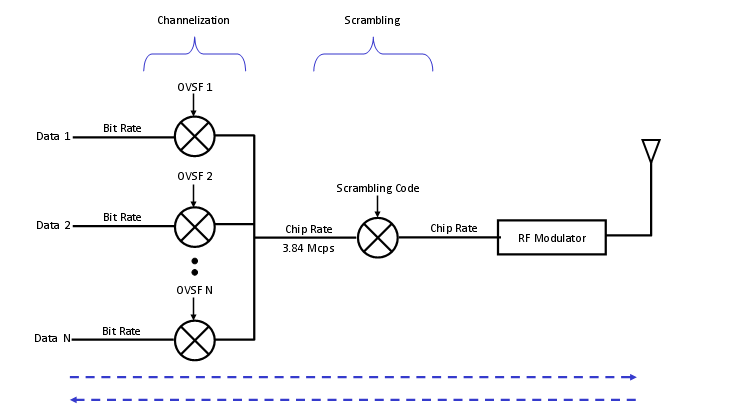 Channelization
Scrambling
OVSF 1
Data 1
Bit Rate
OVSF 2
Data 2
Bit Rate
Scrambling Code
Chip Rate
3.84 Mcps
Chip Rate
RF Modulator
OVSF N
Data N
Bit Rate